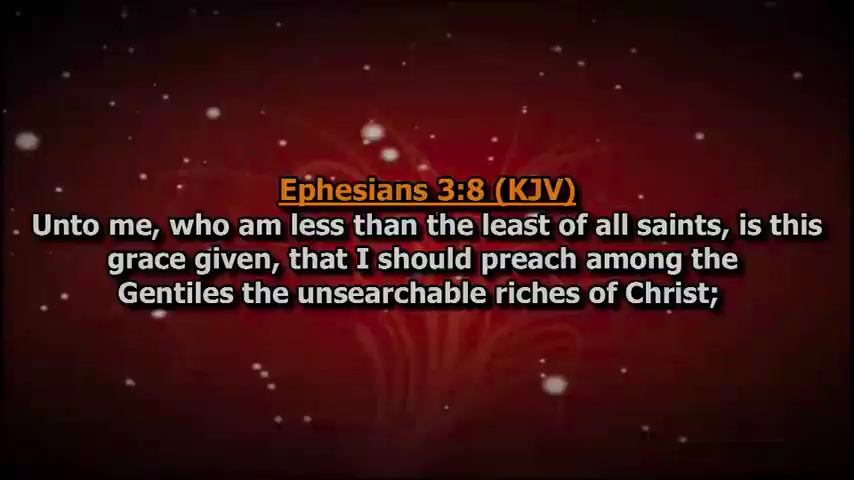 Ephesians 3:8 (KJV)
Unto me, who am less than the least of all saints, is this
grace given, that I should preach among the
Gentiles the unsearchable riches of Christ;